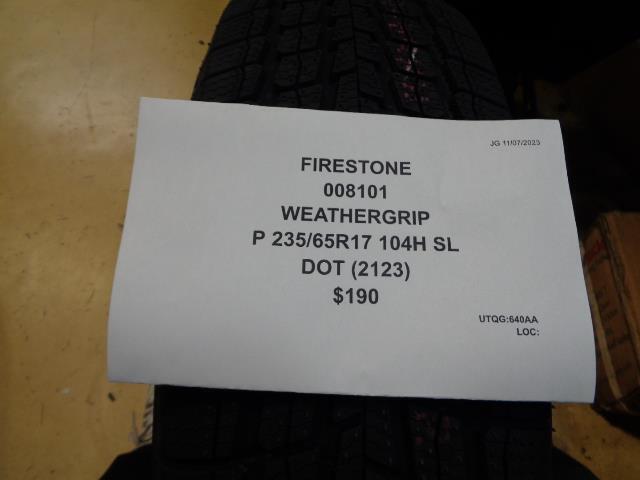 JG 11/07/2023
FIRESTONE
008101
WEATHERGRIP
P 235/65R17 104H SL
DOT (2123)
$190
UTQG:640AA
LOC: